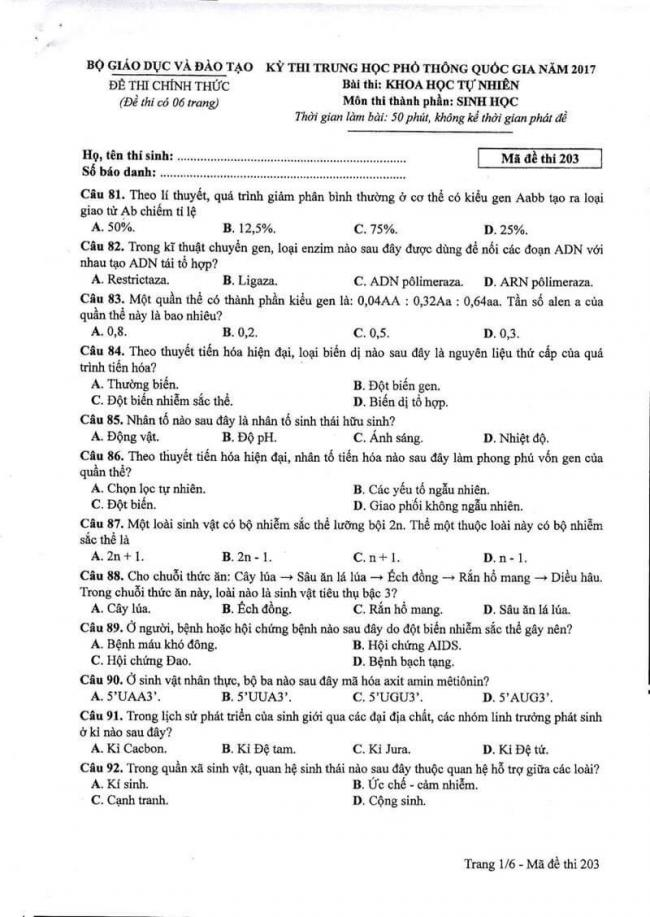 BỘ GIÁO DỤC VÀ ĐÀO TẠO KỲ THI TRUNG HỌC PHỔ THÔNG QUỐC GIA NĂM 2017
ĐỀ THI CHÍNH THỨC Bài thi: KHOA HỌC TỰ NHIÊN
(Đề thi có 06 trang) Môn thi thành phần: SINH HỌC
Thời gian làm bài: 50 phút, không kể thời gian phát đề
Họ, tên thí sinh: ..........................................................
Mã đề thi 203
Số báo danh: ..............................................................
Câu 81. Theo lí thuyết, quá trình giảm phân bình thường ở cơ thể có kiểu gen Aabb tạo ra loại
giao tử Ab chiếm tỉ lệ
A. 50%. B. 12,5%. C. 75%. D. 25%.
Câu 82. Trong kĩ thuật chuyển gen, loại enzim nào sau đây được dùng để nối các đoạn ADN với
nhau tạo ADN tái tổ hợp?
A. Restrictaza. B. Ligaza. C. ADN pôlimeraza. D. ARN pôlimeraza.
Câu 83. Một quần thể có thành phần kiểu gen là: 0,04AA : 0,32Aa : 0,64aa. Tần số alen a của
quần thể này là bao nhiêu?
A. 0,8. B. 0,2. C. 0,5. D. 0,3.
Câu 84. Theo thuyết tiến hóa hiện đại, loại biến dị nào sau đây là nguyên liệu thứ cấp của quá
trình tiến hóa?
A. Thường biến. B. Đột biến gen.
C. Đột biến nhiễm sắc thể. D. Biến dị tổ hợp.
Câu 85. Nhân tố nào sau đây là nhân tố sinh thái hữu sinh?
A. Động vật. B. Độ pH. C. Ánh sáng. D. Nhiệt độ.
Câu 86. Theo thuyết tiến hóa hiện đại, nhân tố tiến hóa nào sau đây làm phong phú vốn gen của
quần thể?
A. Chọn lọc tự nhiên. B. Các yếu tố ngẫu nhiên.
C. Đột biến. D. Giao phối không ngẫu nhiên.
Câu 87. Một loài sinh vật có bộ nhiễm sắc thể lưỡng bội 2n. Thể một thuộc loài này có bộ nhiễm
sắc thể là
A. 2n + 1. B. 2n - 1. C. n + 1. D. n - 1.
Câu 88. Cho chuỗi thức ăn: Cây lúa → Sâu ăn lá lúa → Ếch đồng → Rắn hổ mang → Diều hâu.
Trong chuỗi thức ăn này, loài nào là sinh vật tiêu thụ bậc 3?
A. Cây lúa. B. Ếch đồng. C. Rắn hổ mang. D. Sâu ăn lá lúa.
Câu 89. Ở người, bệnh hoặc hội chứng bệnh nào sau đây do đột biến nhiễm sắc thể gây nên?
A. Bệnh máu khó đông. B. Hội chứng AIDS.
C. Hội chứng Đao. D. Bệnh bạch tạng.
Câu 90. Ở sinh vật nhân thực, bộ ba nào sau đây mã hóa axit amin mêtiônin?
A. 5’UAA3’. B. 5’UUA3’. C. 5’UGU3’. D. 5’AUG3’.
Câu 91. Trong lịch sử phát triển của sinh giới qua các đại địa chất, các nhóm linh trưởng phát sinh
ở kỉ nào sau đây?
A. Kỉ Cacbon. B. Kỉ Đệ tam. C. Kỉ Jura. D. Kỉ Đệ tứ.
Câu 92. Trong quần xã sinh vật, quan hệ sinh thái nào sau đây thuộc quan hệ hỗ trợ giữa các loài?
A. Kí sinh. B. Ức chế - cảm nhiễm.
C. Cạnh tranh. D. Cộng sinh.
Trang 1/6 - Mã đề thi 203